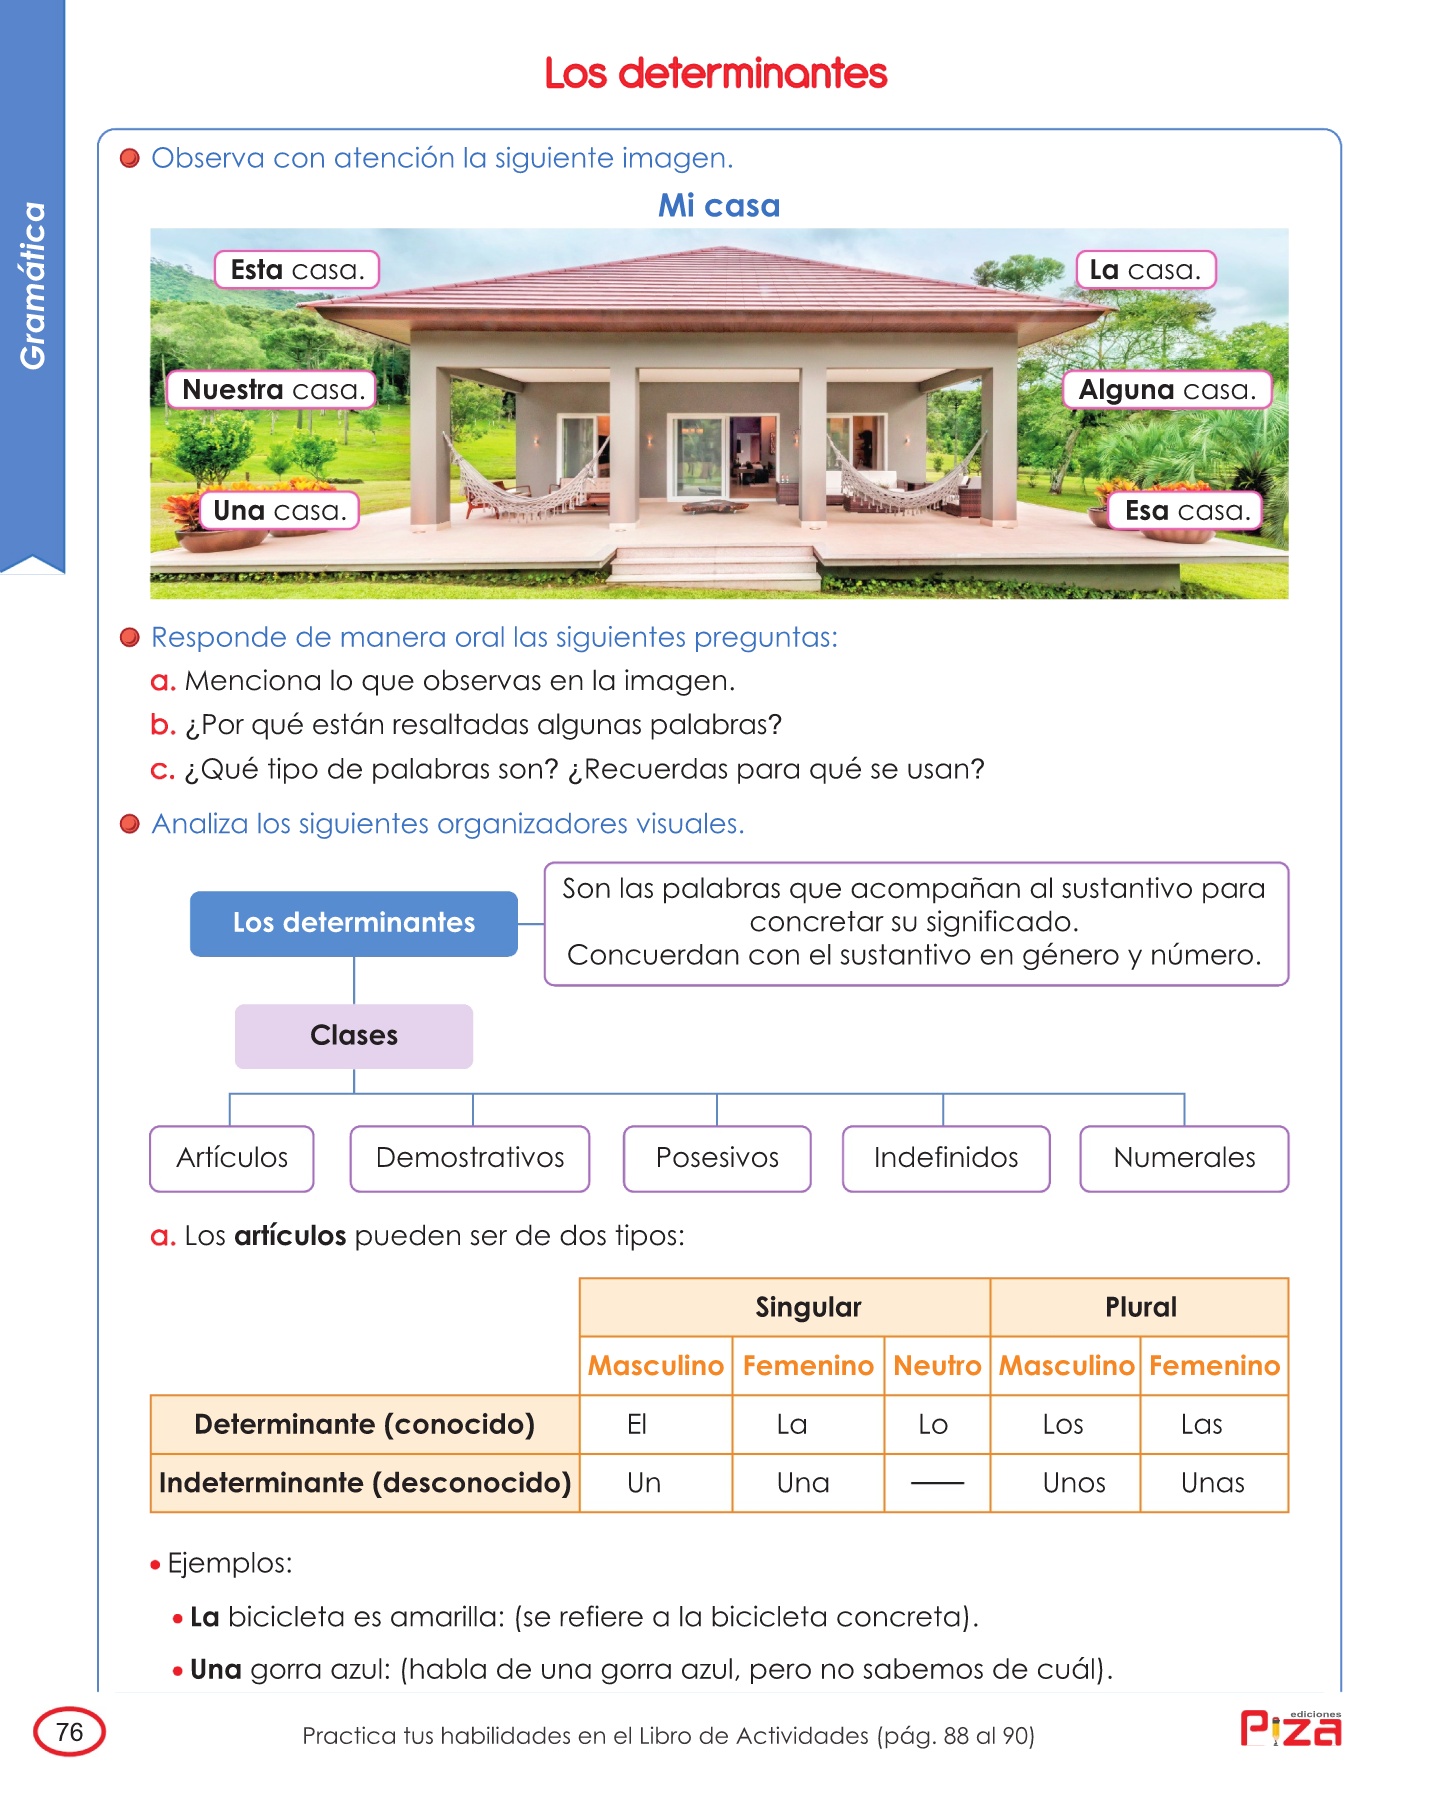 Los determinantes
Gramática
Observa con atención la siguiente imagen.
Mi casa
Esta casa.
La casa.
Nuestra casa.
Alguna casa.
Una casa.
Esa casa.
Responde de manera oral las siguientes preguntas:
a. Menciona lo que observas en la imagen.
b. ¿Por qué están resaltadas algunas palabras?
c. ¿Qué tipo de palabras son? ¿Recuerdas para qué se usan?
Analiza los siguientes organizadores visuales.
Los determinantes
Son las palabras que acompañan al sustantivo para
concretar su significado.
Concuerdan con el sustantivo en género y número.
Clases
Artículos Demostrativos Posesivos Indefinidos Numerales
a. Los artículos pueden ser de dos tipos:
Singular Plural
Masculino Femenino Neutro Masculino Femenino
Determinante (conocido) El La Lo Los Las
Indeterminante (desconocido) Un Una —— Unos Unas
• Ejemplos:
• La bicicleta es amarilla: (se refiere a la bicicleta concreta).
• Una gorra azul: (habla de una gorra azul, pero no sabemos de cuál).
76
Practica tus habilidades en el Libro de Actividades (pág. 88 al 90)
ediciones
Piza